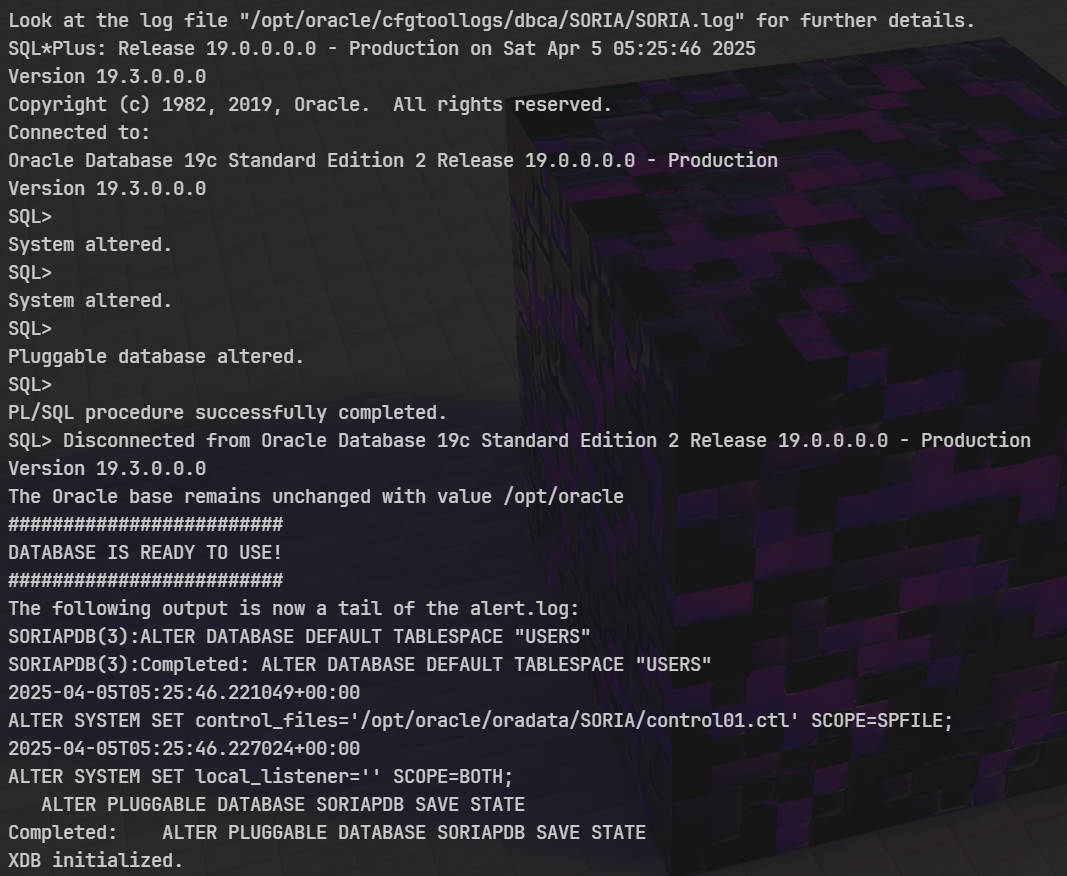 Look at the log file "/opt/oracle/cfgtoollogs/dbca/SORIA/SORIA.log" for further details.
SQL*Plus: Release 19.0.0.0.0 - Production on Sat Apr 5 05:25:46 2025
Version 19.3.0.0.0
Copyright (c) 1982, 2019, Oracle.  All rights reserved.
Connected to:
Oracle Database 19c Standard Edition 2 Release 19.0.0.0.0 - Production
Version 19.3.0.0.0
SQL>
System altered.
SQL>
System altered.
SQL>
Pluggable database altered.
SQL>
PL/SQL procedure successfully completed.
SQL> Disconnected from Oracle Database 19c Standard Edition 2 Release 19.0.0.0.0 - Production
Version 19.3.0.0.0
The Oracle base remains unchanged with value /opt/oracle
#########################
DATABASE IS READY TO USE!
#########################
The following output is now a tail of the alert.log:
SORIAPDB(3):ALTER DATABASE DEFAULT TABLESPACE "USERS"
SORIAPDB(3):Completed: ALTER DATABASE DEFAULT TABLESPACE "USERS"
2025-04-05T05:25:46.221049+00:00
ALTER SYSTEM SET control_files='/opt/oracle/oradata/SORIA/control01.ctl' SCOPE=SPFILE;
2025-04-05T05:25:46.227024+00:00
ALTER SYSTEM SET local_listener='' SCOPE=BOTH;
   ALTER PLUGGABLE DATABASE SORIAPDB SAVE STATE
Completed:    ALTER PLUGGABLE DATABASE SORIAPDB SAVE STATE
XDB initialized.